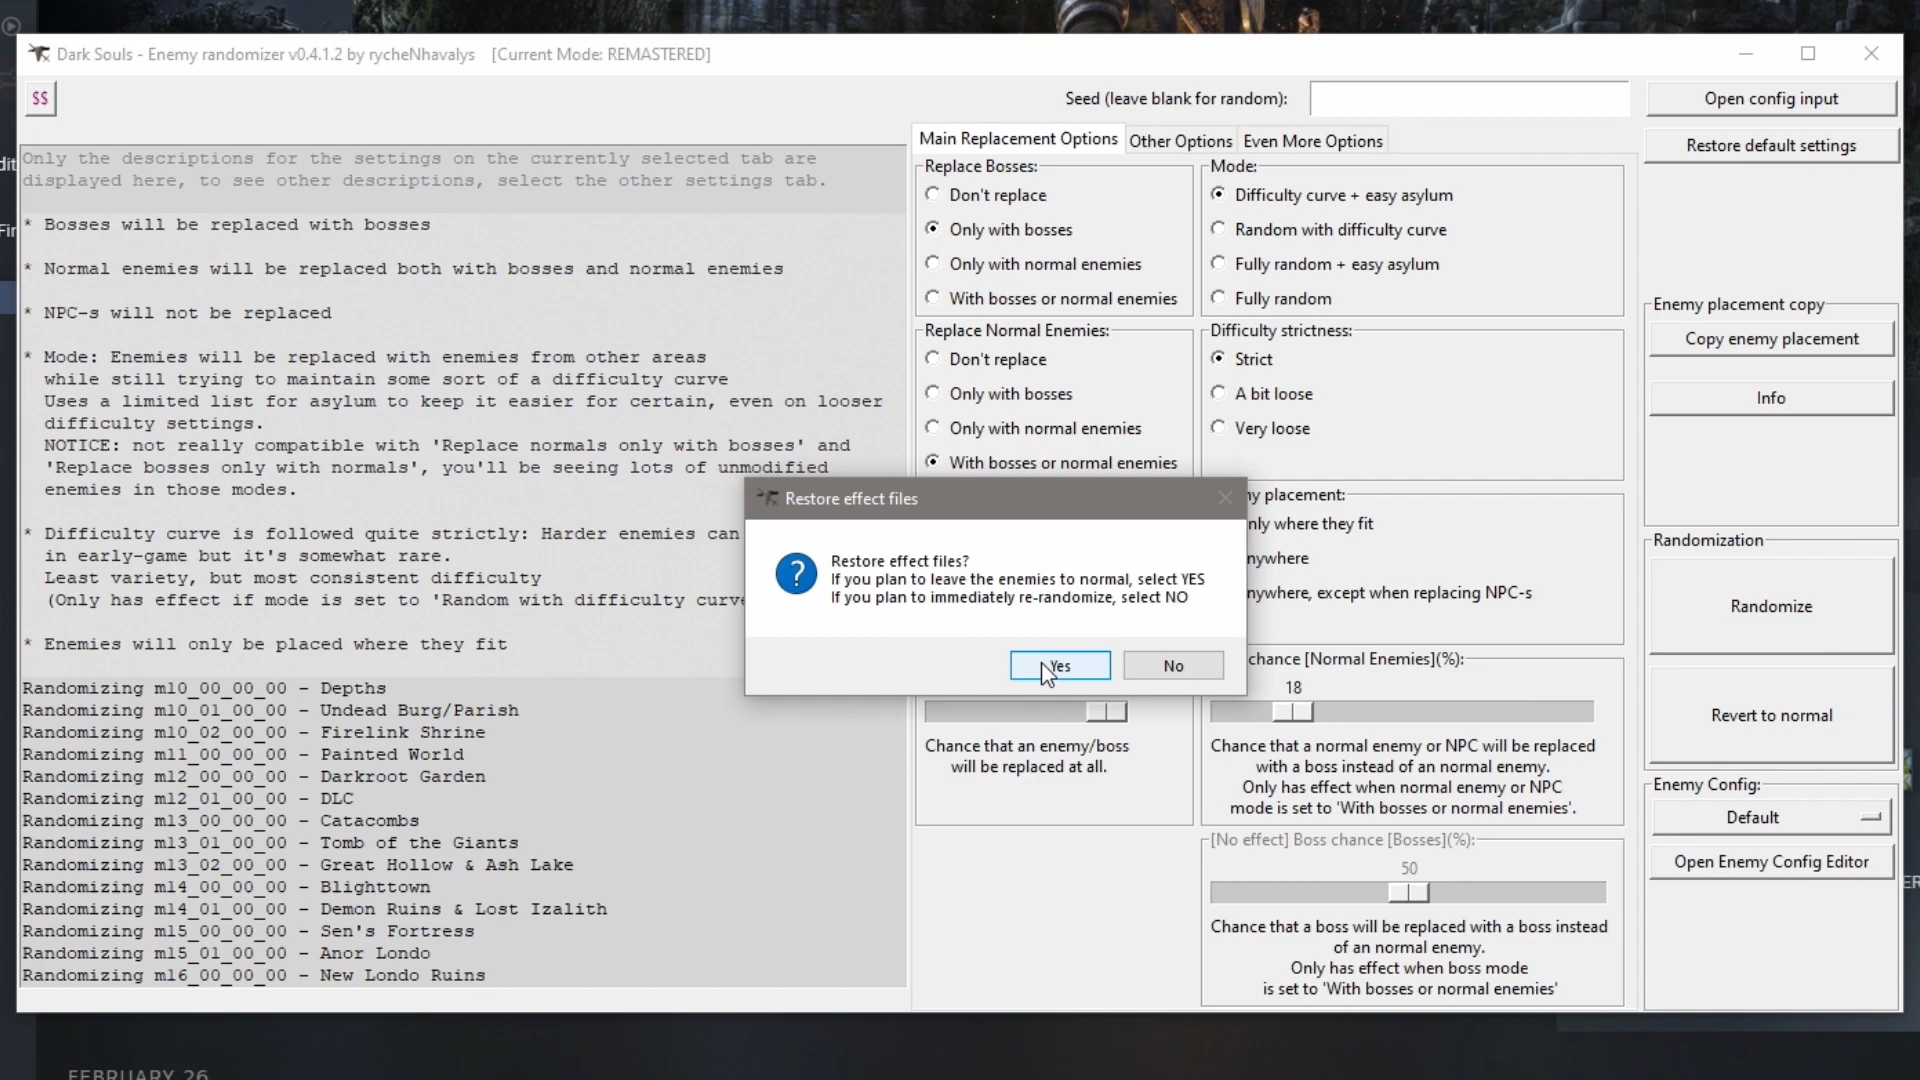 Dark Souls - Enemy randomizer v0.4.1.2 by rycheNhavalys [Current Mode: REMASTERED]
$$
Seed (leave blank for random):
Open config input
Main Replacement Options
Other Options
Even More Options
Restore default settings
Only the descriptions for the settings on the currently selected tab are
displayed here, to see other descriptions, select the other settings tab.
* Bosses will be replaced with bosses
* Normal enemies will be replaced both with bosses and normal enemies
* NPC-s will not be replaced
* Mode: Enemies will be replaced with enemies from other areas
while still trying to maintain some sort of a difficulty curve
Uses a limited list for asylum to keep it easier for certain, even on looser
difficulty settings.
NOTICE: not really compatible with 'Replace normals only with bosses' and
'Replace bosses only with normals', you'll be seeing lots of unmodified
enemies in those modes.
* Difficulty curve is followed quite strictly: Harder enemies can
in early-game but it's somewhat rare.
Least variety, but most consistent difficulty
(Only has effect if mode is set to 'Random with difficulty curve
* Enemies will only be placed where they fit
Randomizing m10_00_00_00 - Depths
Randomizing m10_01_00_00 - Undead Burg/Parish
Randomizing m10_02_00_00 - Firelink Shrine
Randomizing m11_00_00_00 - Painted World
Randomizing m12_00_00_00 - Darkroot Garden
Randomizing m12_01_00_00 - DLC
Randomizing m13_00_00_00 - Catacombs
Randomizing m13_01_00_00 - Tomb of the Giants
Randomizing m13_02_00_00 - Great Hollow & Ash Lake
Randomizing m14_00_00_00 - Blighttown
Randomizing m14_01_00_00 - Demon Ruins & Lost Izalith
Randomizing m15_00_00_00 - Sen's Fortress
Randomizing m15_01_00_00 - Anor Londo
Randomizing m16_00_00_00 - New Londo Ruins
Replace Bosses:
Don't replace
Only with bosses
Only with normal enemies
With bosses or normal enemies
Mode:
Difficulty curve + easy asylum
Random with difficulty curve
Fully random + easy asylum
Fully random
Replace Normal Enemies:
Don't replace
Only with bosses
Only with normal enemies
With bosses or normal enemies
Difficulty strictness:
Strict
A bit loose
Very loose
Restore effect files
Restore effect files?
If you plan to leave the enemies to normal, select YES
If you plan to immediately re-randomize, select NO
Yes
No
y placement:
nly where they fit
nywhere
nywhere, except when replacing NPC-s
chance [Normal Enemies](%):
18
Chance that an enemy/boss
will be replaced at all.
Chance that a normal enemy or NPC will be replaced
with a boss instead of an normal enemy.
Only has effect when normal enemy or NPC
mode is set to 'With bosses or normal enemies'.
[No effect] Boss chance [Bosses](%):
50
Chance that a boss will be replaced with a boss instead
of an normal enemy.
Only has effect when boss mode
is set to 'With bosses or normal enemies'
Enemy placement copy
Copy enemy placement
Info
Randomization
Randomize
Revert to normal
Enemy Config:
Default
Open Enemy Config Editor
FEBRUARY 26